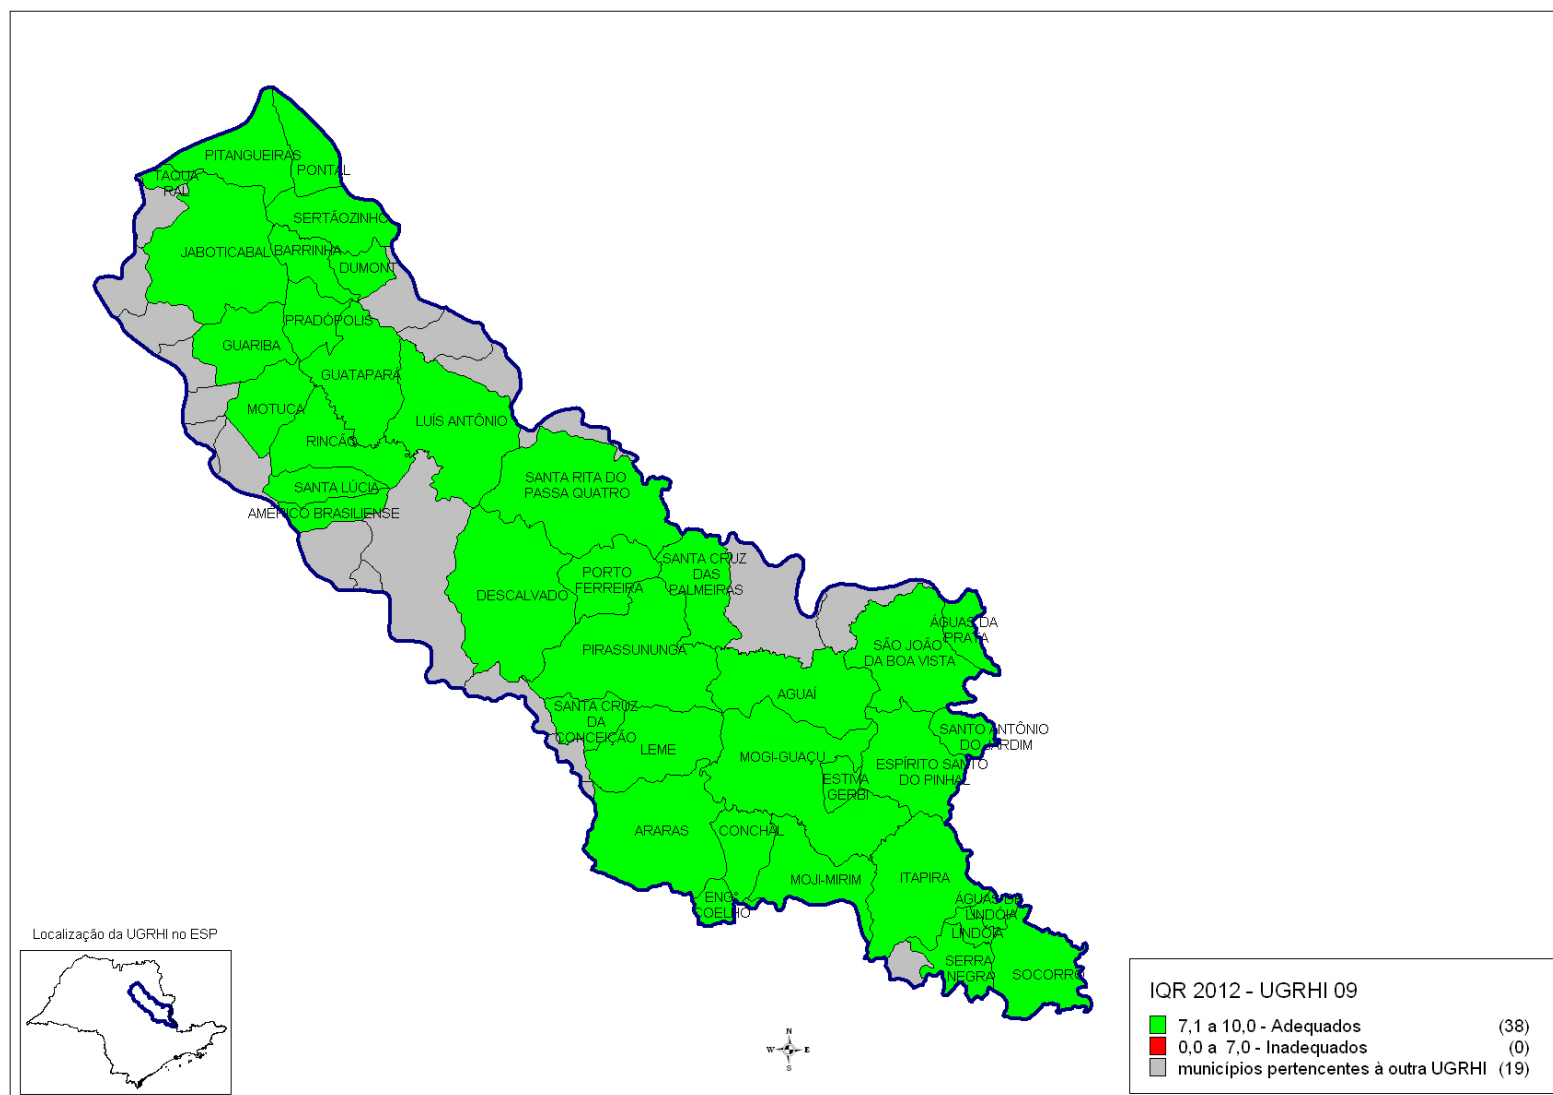 PITANGUEIRAS
PONTAL
TAQUA
RAL
SERTÃOZINHO
JABOTICABAL
BARRINHA
DUMONT
PRADÓPOLIS
GUARIBA
GUATAPARÁ
MOTUCA
LUÍS ANTÔNIO
RINCÃO
SANTA RITA DO
PASSA QUATRO
SANTA LÚCIA
AMÉRICO BRASILIENSE
SANTA CRUZ
DAS
PALMEIRAS
PORTO
FERREIRA
DESCALVADO
ÁGUAS DA
PRATA
SÃO JOÃO
DA BOA VISTA
PIRASSUNUNGA
AGUAÍ
SANTA CRUZ
DA
CONCEIÇÃO
LEME
MOGI-GUAÇU
SANTO ANTÔNIO
DO JARDIM
ESPÍRITO SANTO
DO PINHAL
ESTIVA
GERBI
ARARAS
CONCHAL
MOJI-MIRIM
ITAPIRA
ENGº
COELHO
ÁGUAS DE
LINDÓIA
LINDÓIA
SERRA
NEGRA
SOCORRO
Localização da UGRHI no ESP
N
W E
S
IQR 2012 - UGRHI 09
7,1 a 10,0 - Adequados (38)
0,0 a 7,0 - Inadequados (0)
municípios pertencentes à outra UGRHI (19)